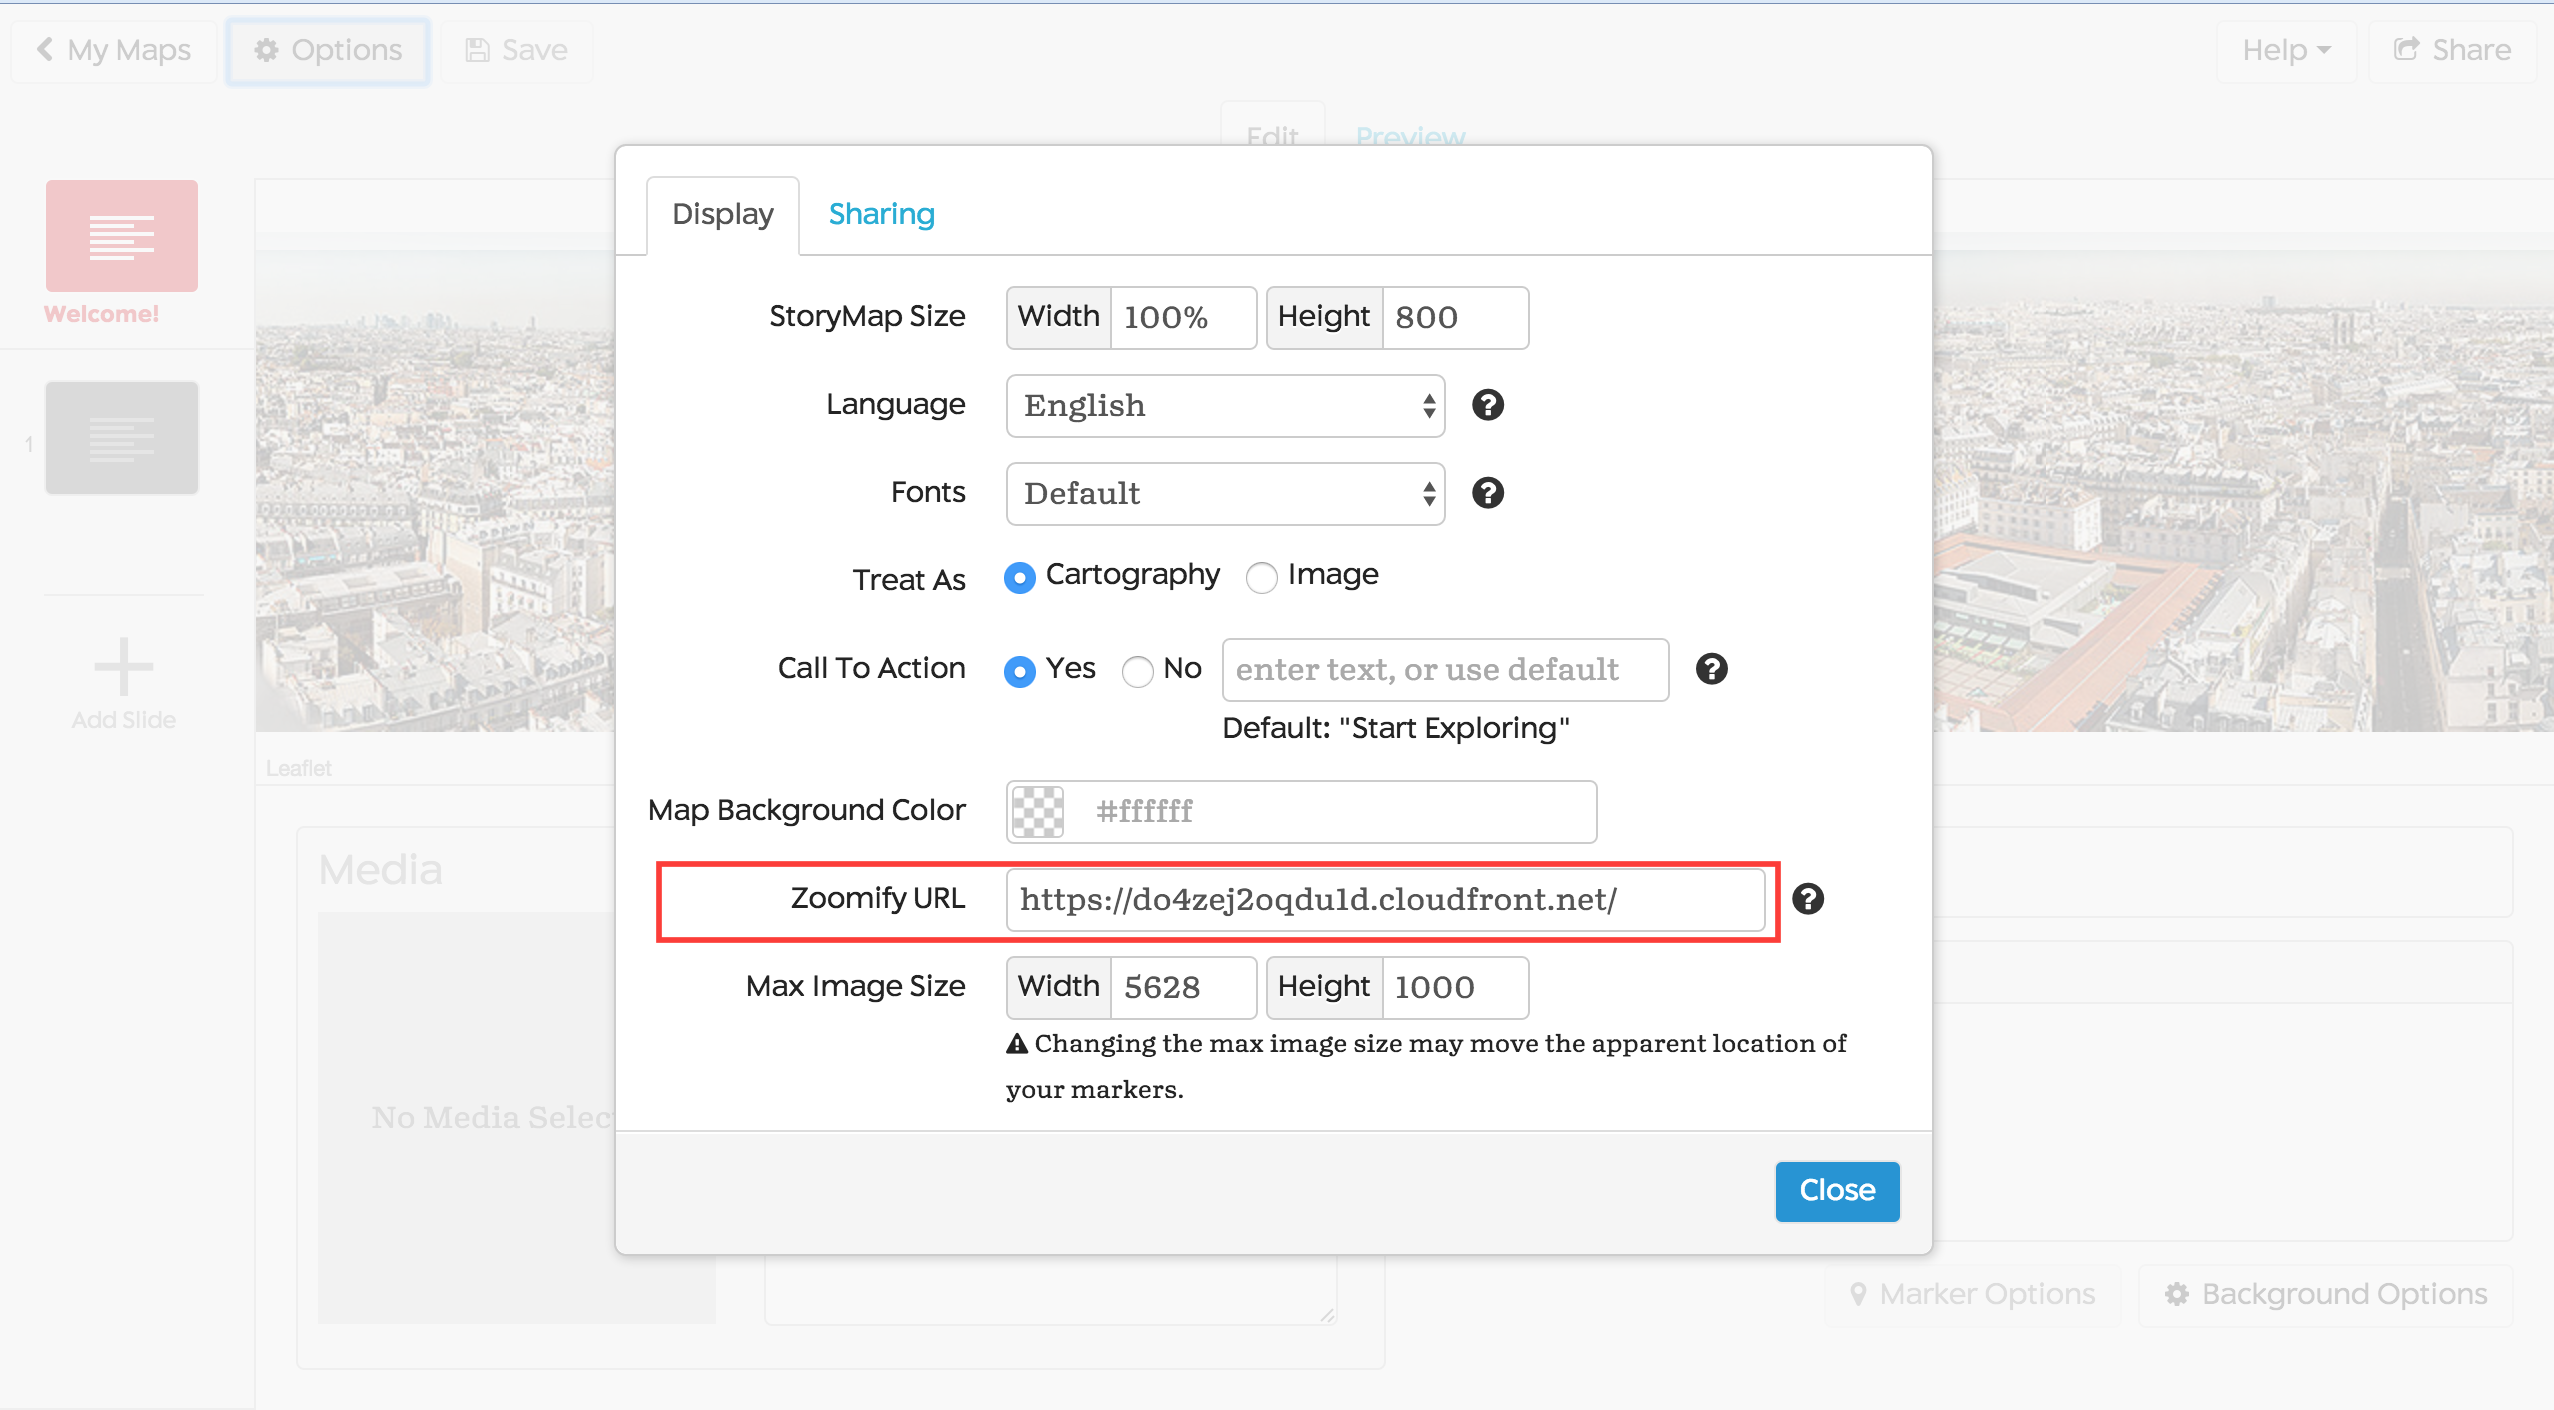 My Maps
Options
Save
Help
Share
Edit
Preview
Display
Sharing
Welcome!
1
Add Slide
StoryMap Size
Width 100% Height 800
Language
English
Fonts
Default
Treat As
Cartography Image
Call To Action
Yes No enter text, or use default
Default: "Start Exploring"
Leaflet
Map Background Color
#ffffff
Media
Zoomify URL
https://do4zej2oqdu1d.cloudfront.net/
Max Image Size
Width 5628 Height 1000
Changing the max image size may move the apparent location of
your markers.
No Media Selec
Close
Marker Options
Background Options